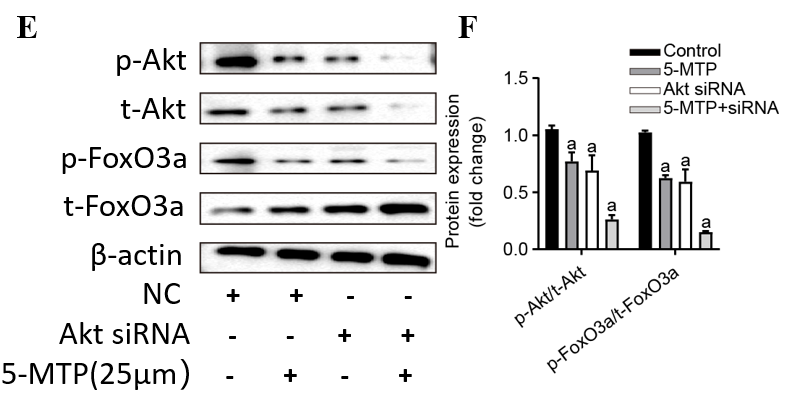 E
p-Akt
t-Akt
p-FoxO3a
t-FoxO3a
β-actin
NC + + - -
Akt siRNA - - + +
5-MTP(25μm) - + - +
F
Control
5-MTP
Akt siRNA
5-MTP+siRNA
Protein expression
(fold change)
1.5
1.0
0.5
0.0
a a a a a a
p-Akt/t-Akt
p-FoxO3a/t-FoxO3a